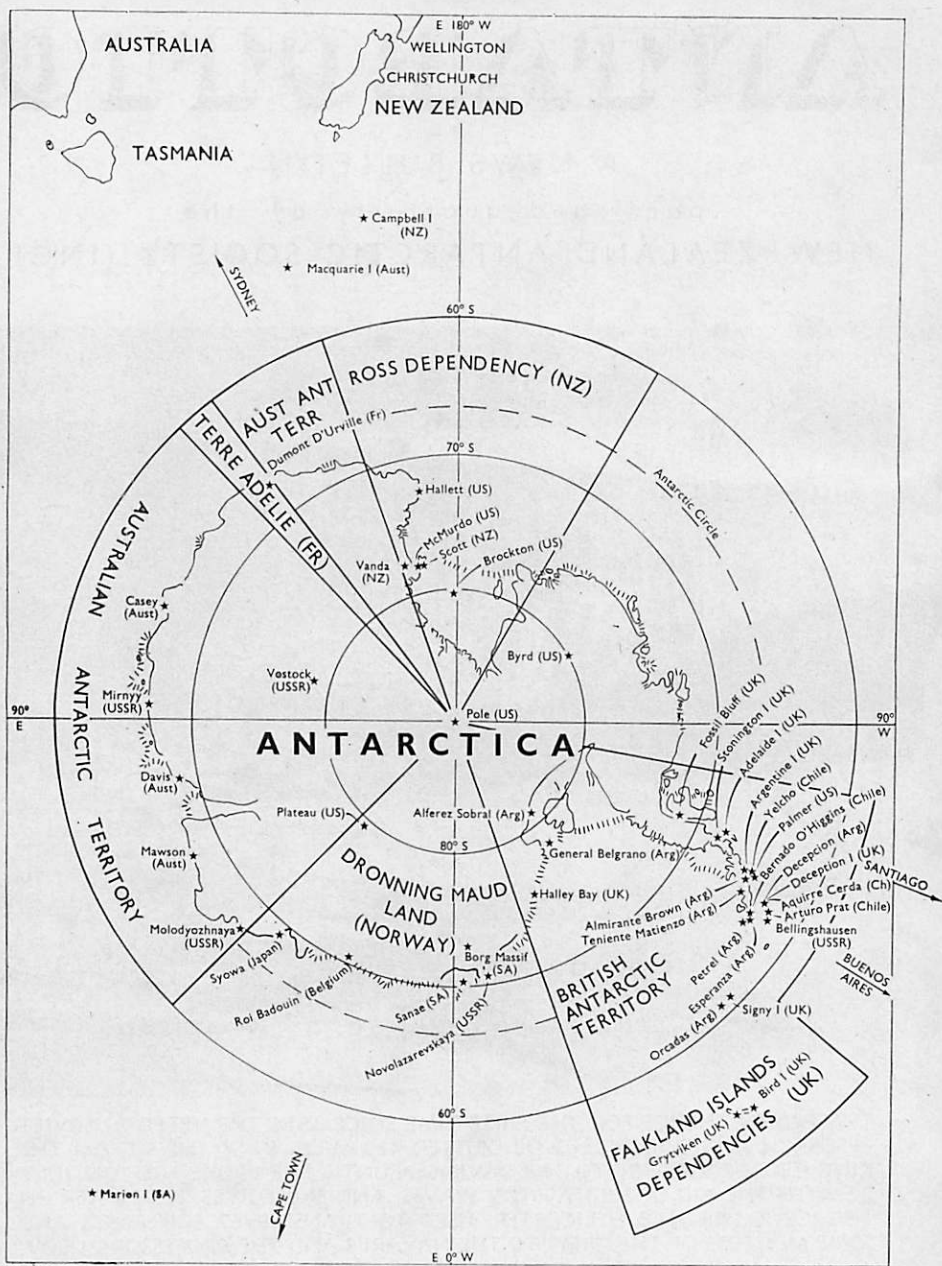 E 180° W
AUSTRALIA
WELLINGTON
CHRISTCHURCH
NEW ZEALAND
TASMANIA
Campbell I
(NZ)
Macquarie I (Aust)
SYDNEY
60° S
ROSS DEPENDENCY (NZ)
AUST ANT
TERR
TERRE ADELIE (FR)
Dumont D'Urville (Fr)
70° S
Antarctic Circle
Hallett (US)
McMurdo (US)
Scott (NZ)
Vanda
(NZ)
Brockton (US)
AUSTRALIAN
ANTARCTIC
TERRITORY
Casey
(Aust)
Byrd (US)
Vostock
(USSR)
Mirnyy
(USSR)
90°
E
Pole (US)
90°
W
ANTARCTICA
Fossil Bluff (UK)
Stonington I (UK)
Adelaide I (UK)
Argentine I (UK)
Yelcho (Chile)
Palmer (US)
Bernado O'Higgins (Chile)
Decepcion (Arg)
Deception I (UK)
Aquirre Cerda (Ch)
Arturo Prat (Chile)
Bellingshausen
(USSR)
SANTIAGO
Davis
(Aust)
Plateau (US)
Alferez Sobral (Arg)
80° S
General Belgrano (Arg)
Mawson
(Aust)
DRONNING MAUD
LAND
(NORWAY)
Halley Bay (UK)
Almirante Brown (Arg)
Teniente Matienzo (Arg)
Molodyozhnaya
(USSR)
Syowa (Japan)
Borg Massif
(SA)
Roi Badouin (Belgium)
Sanae (SA)
Novolazarevskaya (USSR)
BRITISH
ANTARCTIC
TERRITORY
Petrel (Arg)
Esperanza (Arg)
BUENOS
AIRES
Orcadas (Arg)
Signy I (UK)
60° S
FALKLAND ISLANDS
Grytviken (UK)
Bird I (UK)
DEPENDENCIES (UK)
Marion I (SA)
CAPE TOWN
E 0° W